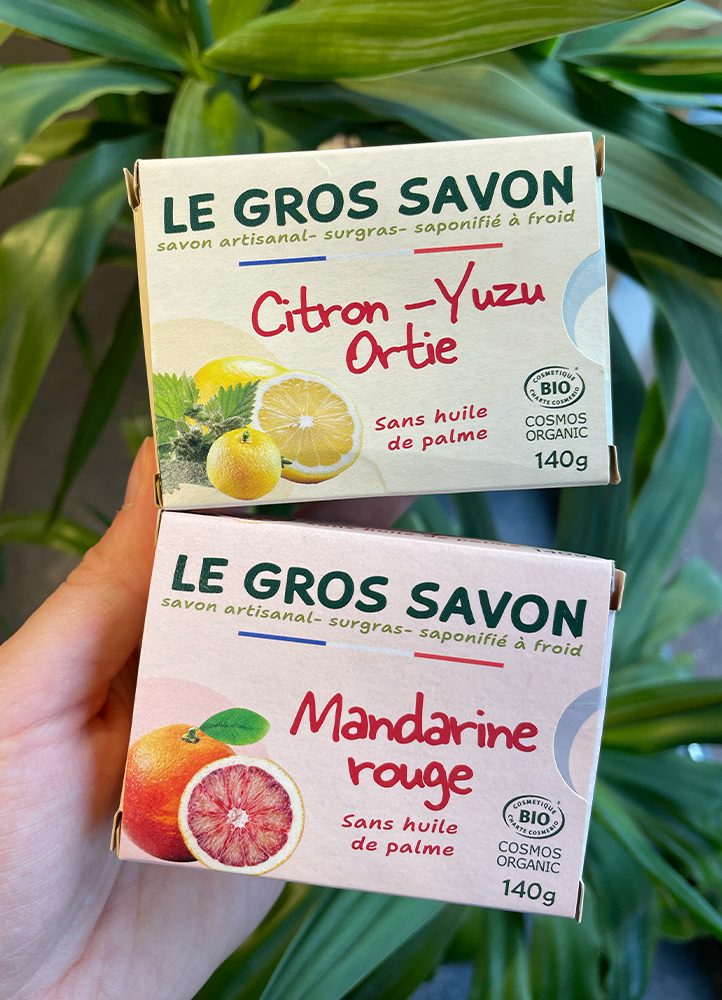 LE GROS SAVON
savon artisanal- surgras- saponifié à froid
Citron - Yuzu
Ortie
Sans huile
de palme
COSMETIQUE
BIO
CHARTE COSMEBIO
COSMOS
ORGANIC
140g
LE GROS SAVON
savon artisanal- surgras- saponifié à froid
Mandarine
rouge
Sans huile
de palme
COSMETIQUE
BIO
CHARTE COSMEBIO
COSMOS
ORGANIC
140g